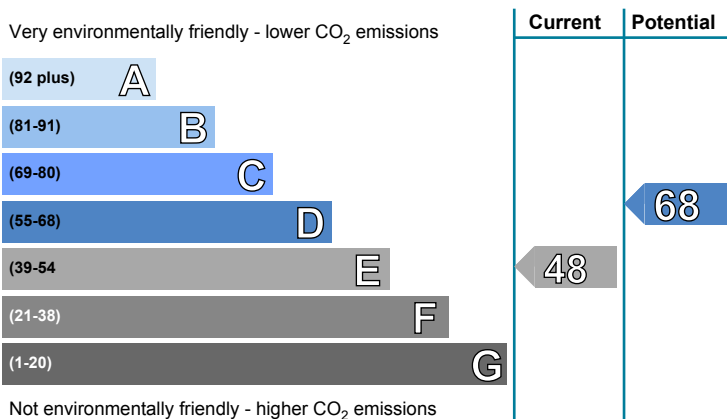 Current Potential
Very environmentally friendly - lower CO2 emissions
(92 plus) A
(81-91) B
(69-80) C
(55-68) D
68
(39-54 E
48
(21-38) F
(1-20) G
Not environmentally friendly - higher CO2 emissions